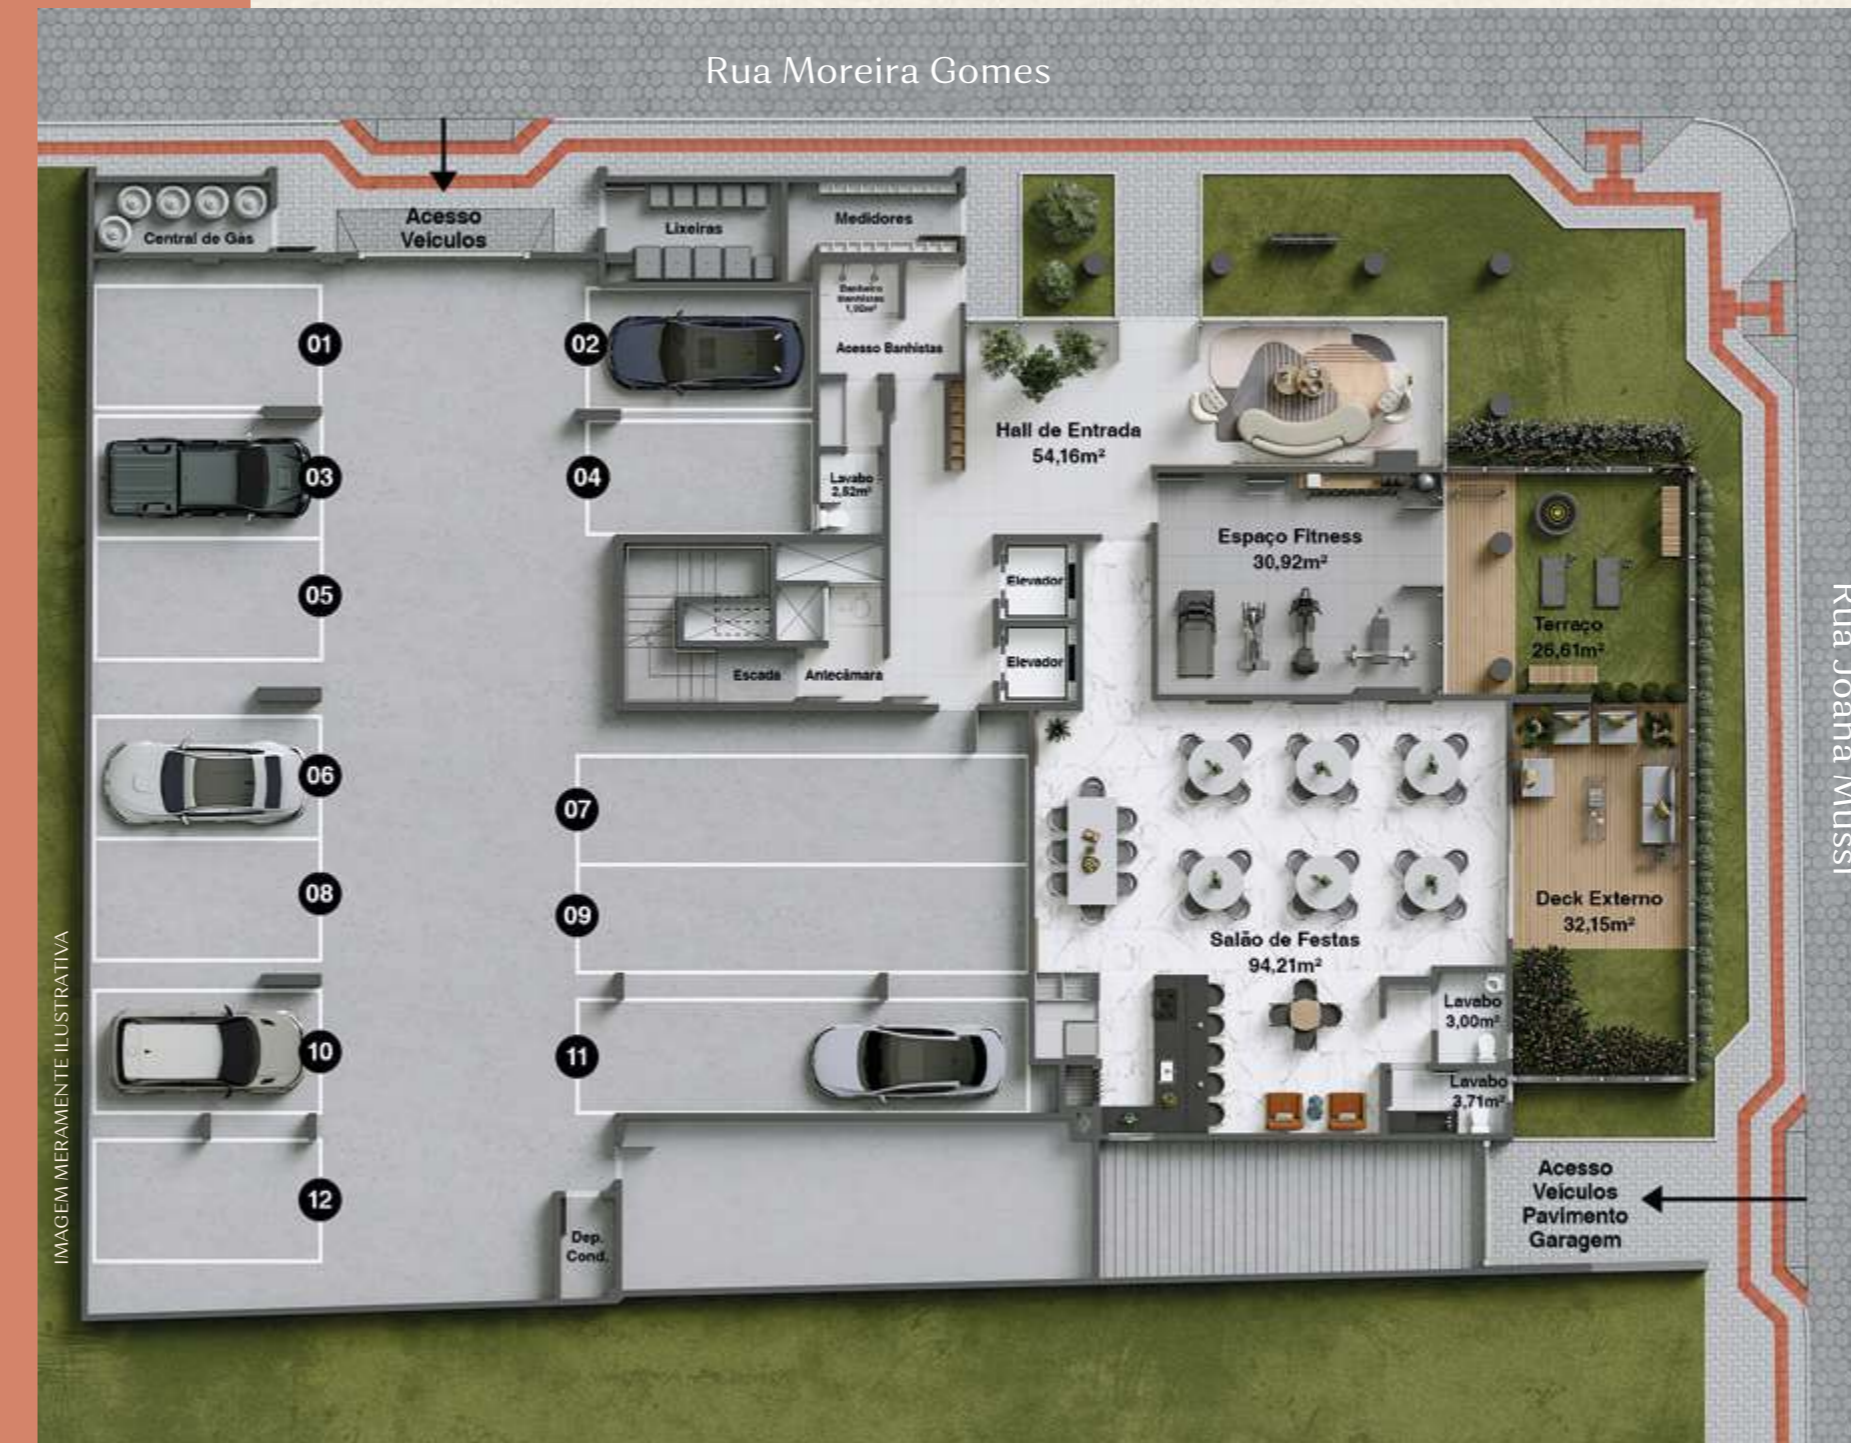 Rua Moreira Gomes
Acesso
Veículos
Central de Gás
Lixeiras
Medidores
Banheiro
Banhistas
Acesso Banhistas
01
02
Hall de Entrada
54,16m²
03
04
Lavabo
2,52m²
Espaço Fitness
30,92m²
Elevador
05
Terraço
26,61m²
Rua Joana Mussi
Elevador
Escada
Antecâmara
06
07
08
09
Deck Externo
32,15m²
Salão de Festas
94,21m²
Lavabo
3,00m²
10
11
Lavabo
3,71m²
IMAGEM MERAMENTE ILUSTRATIVA
12
Acesso
Veículos
Pavimento
Garagem
Dep.
Cond.